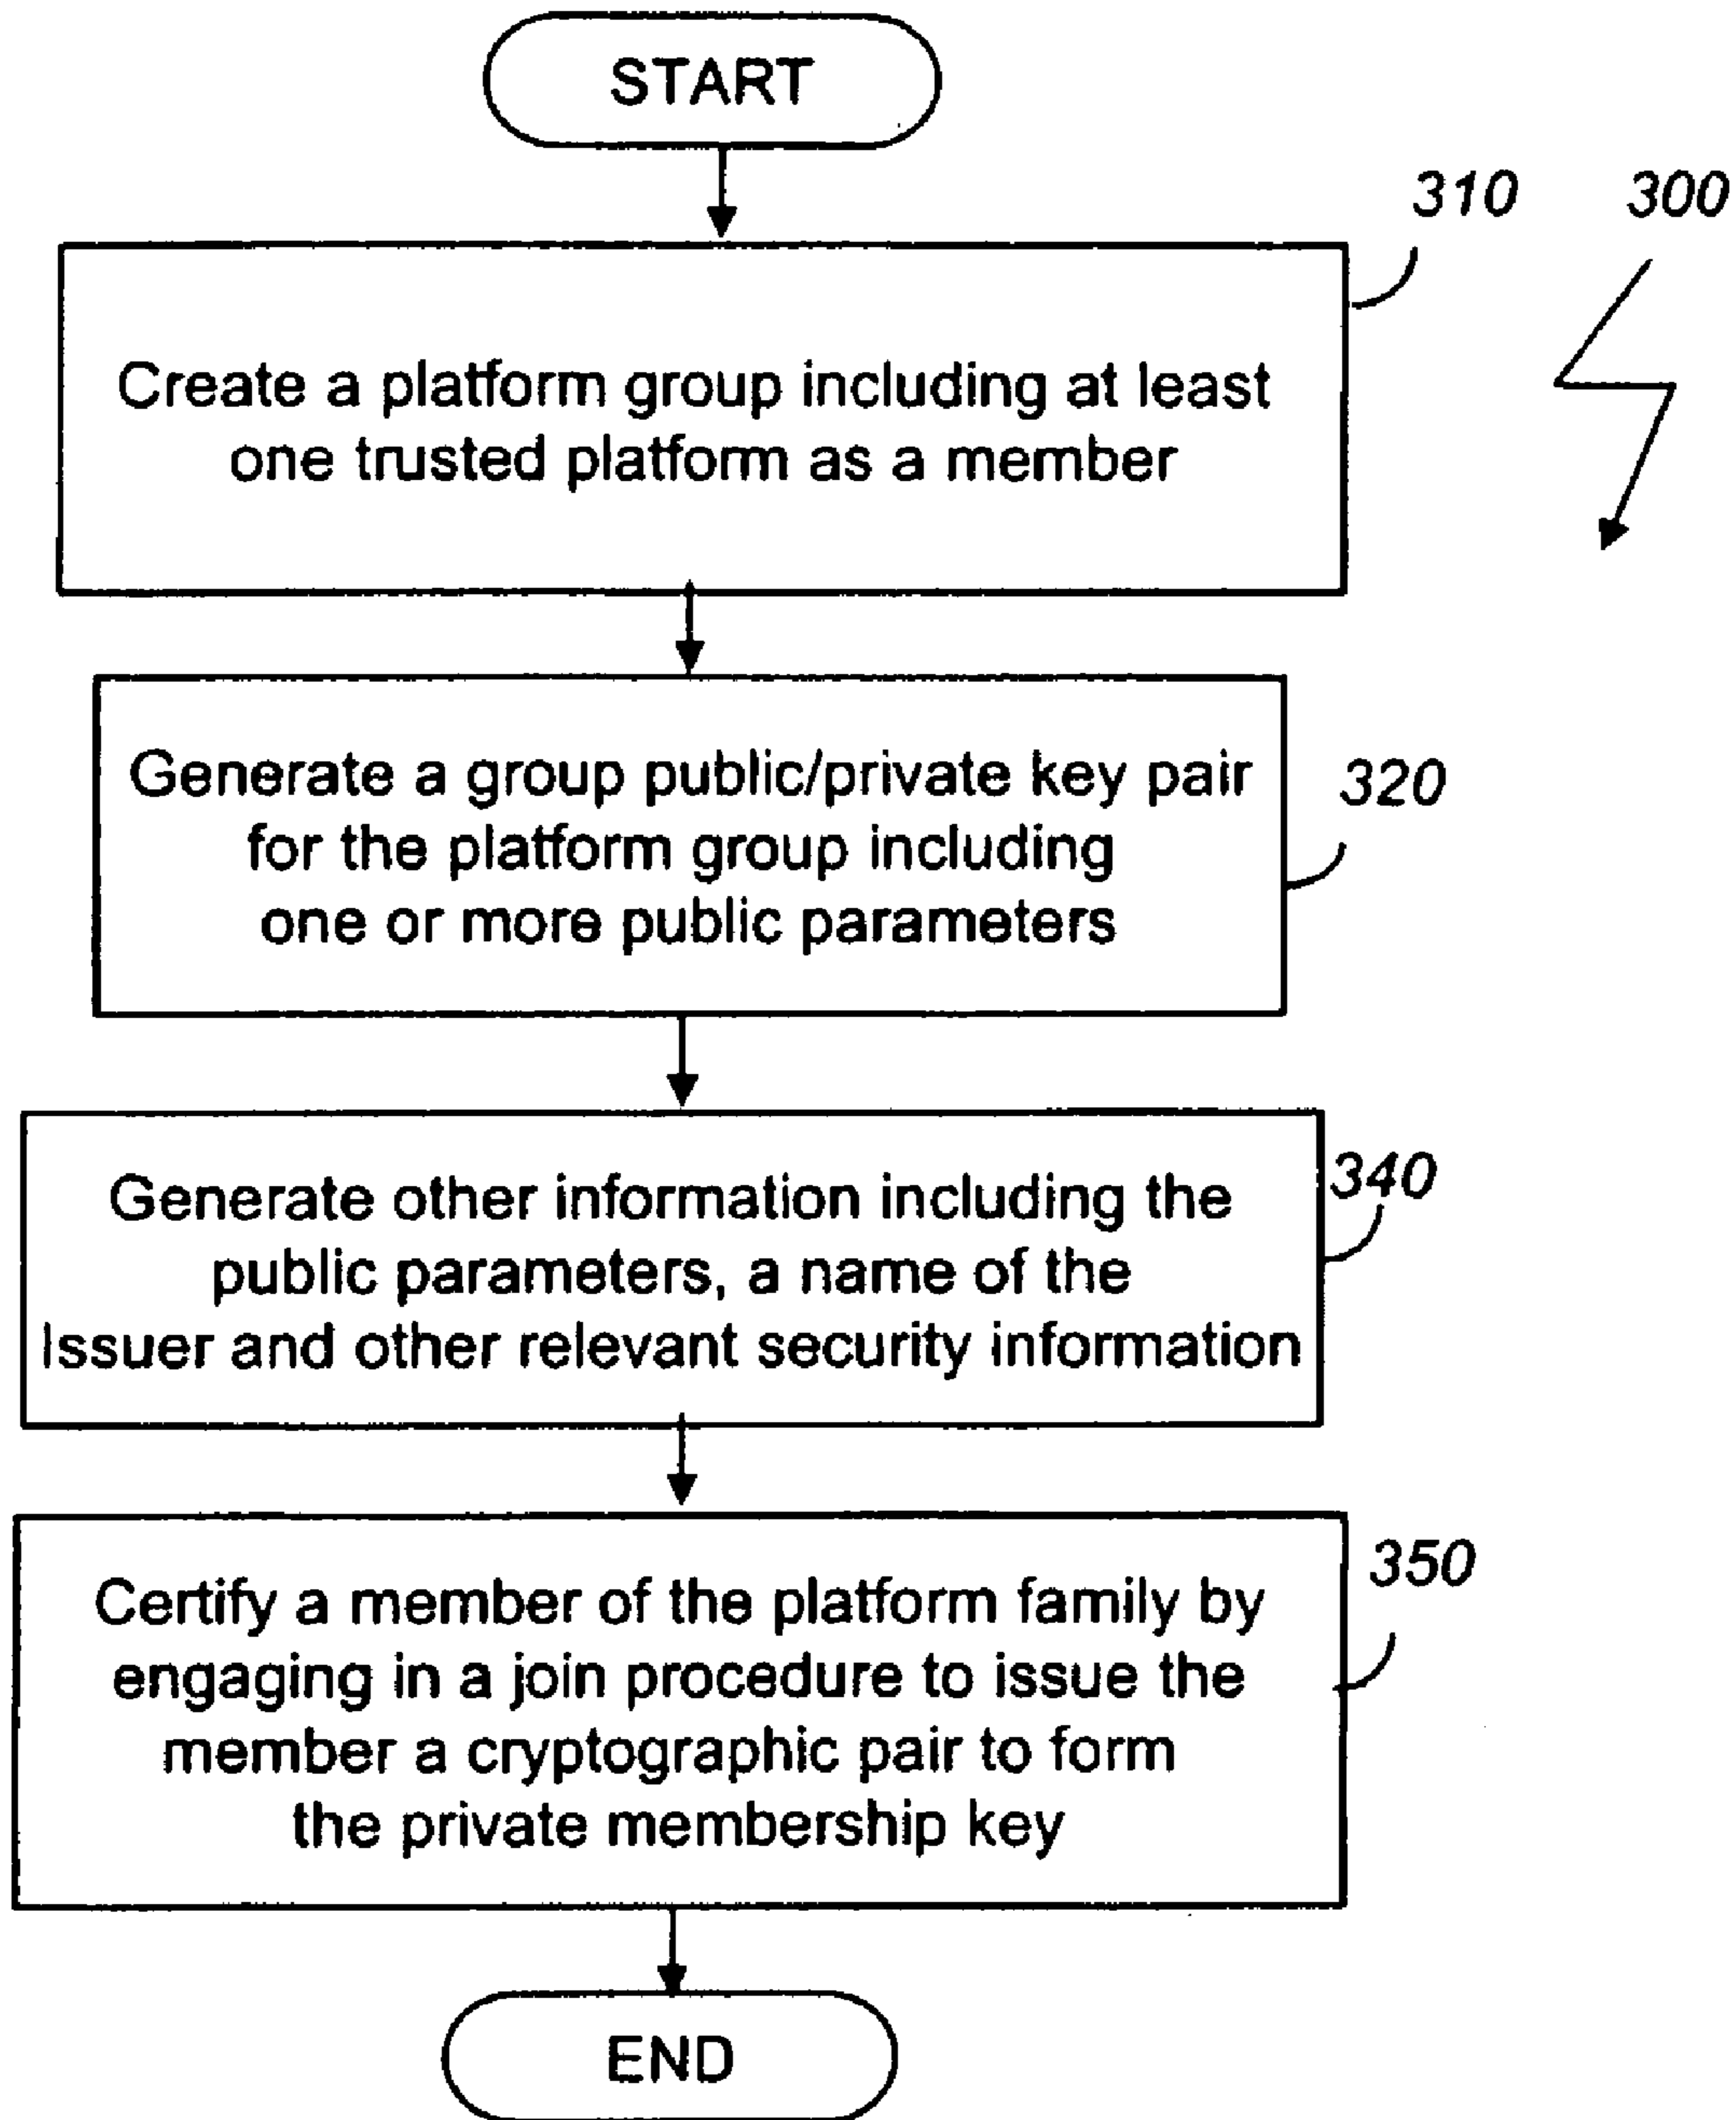 START
310
300
Create a platform group including at least
one trusted platform as a member
Generate a group public/private key pair
for the platform group including
one or more public parameters
320
Generate other information including the
public parameters, a name of the
Issuer and other relevant security information
340
Certify a member of the platform family by
engaging in a join procedure to issue the
member a cryptographic pair to form
the private membership key
350
END